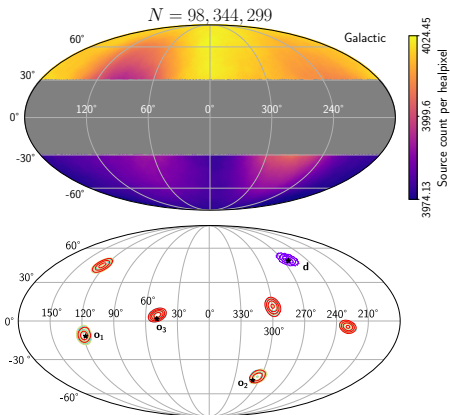 N = 98, 344, 299
Galactic
60°
30°
120° 60° 0° 300° 240°
0°
-30°
-60°
4024.45
3999.6
3974.13
Source count per healpixel
60°
d
30°
60°
150° 120° 90° 0° 330° 270° 240° 210°
0°
o₃
300°
o₁
-30°
o₂
-60°